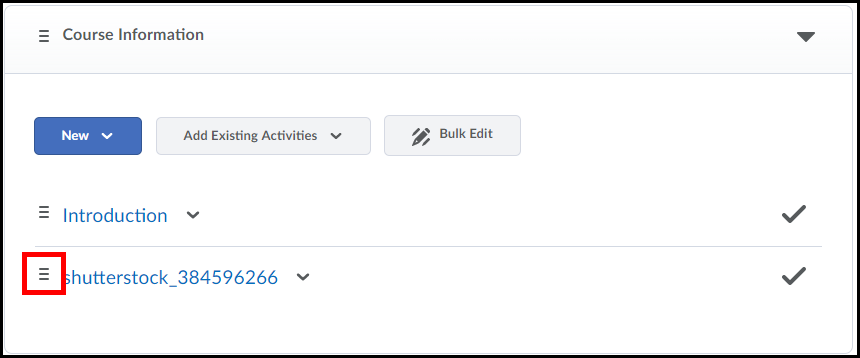 Course Information
New
Add Existing Activities
Bulk Edit
Introduction
shutterstock_384596266